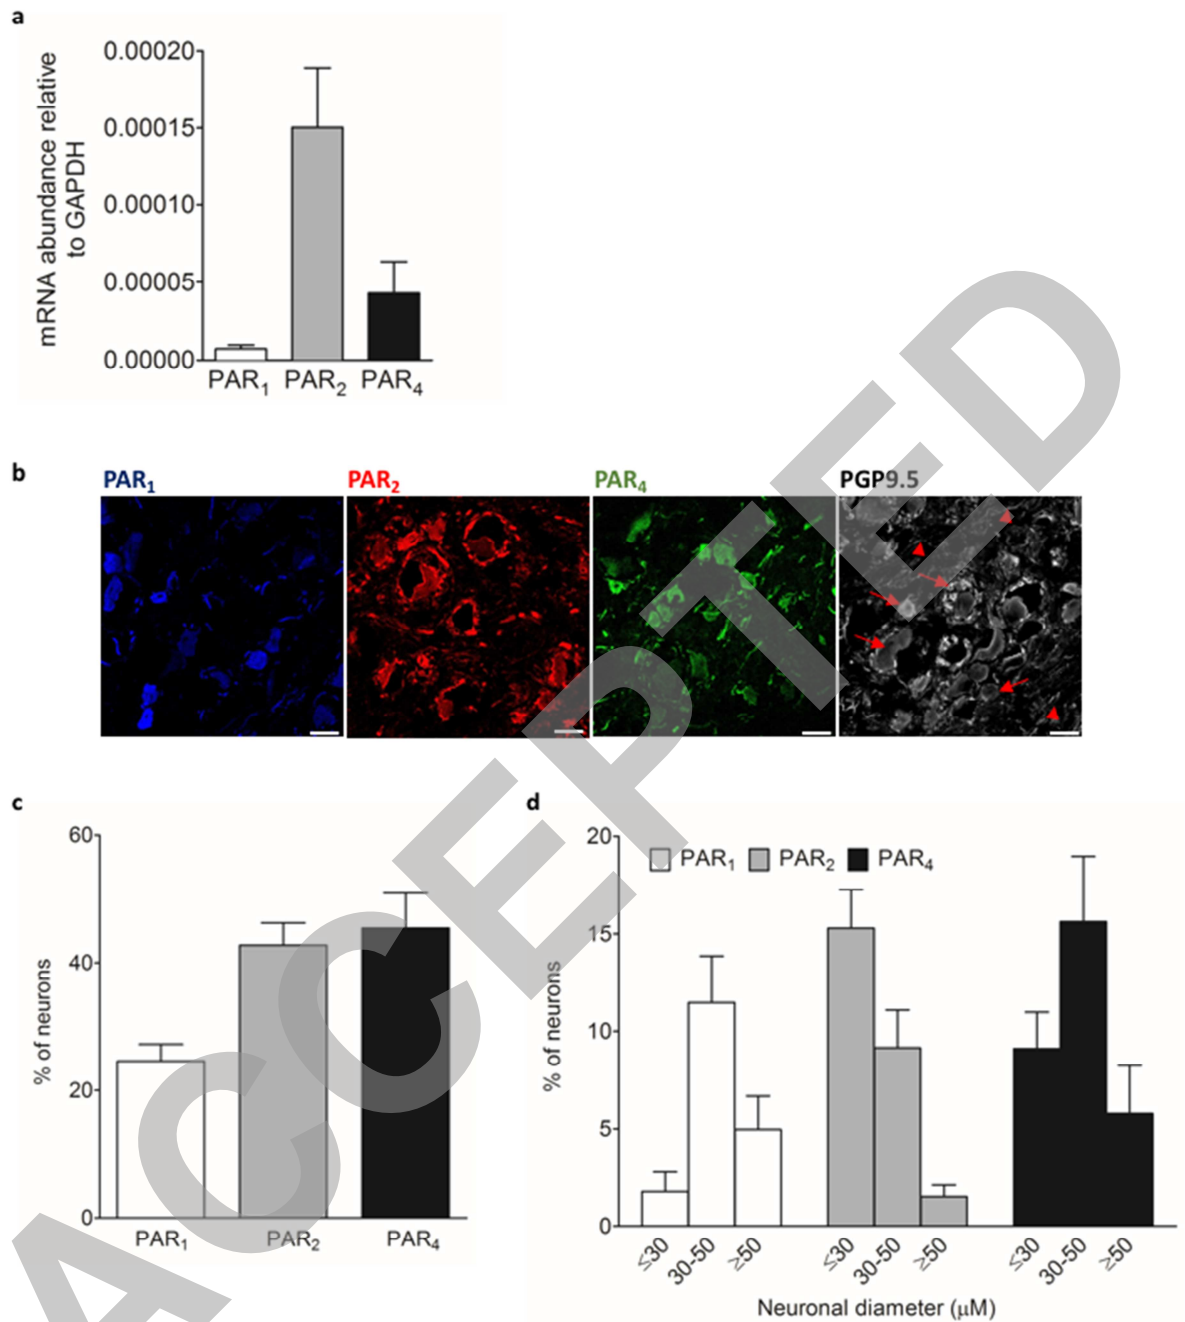 a
mRNA abundance relative
to GAPDH
0.00020
0.00015
0.00010
0.00005
0.00000
PAR₁ PAR₂ PAR₄
b
PAR₁ PAR₂ PAR₄ PGP9.5
c
% of neurons
60
40
20
0
PAR₁ PAR₂ PAR₄
d
% of neurons
20
15
10
5
0
PAR₁ PAR₂ PAR₄
≤30 30-50 ≥50 ≤30 30-50 ≥50 ≤30 30-50 ≥50
Neuronal diameter (μM)
ACCEPTED